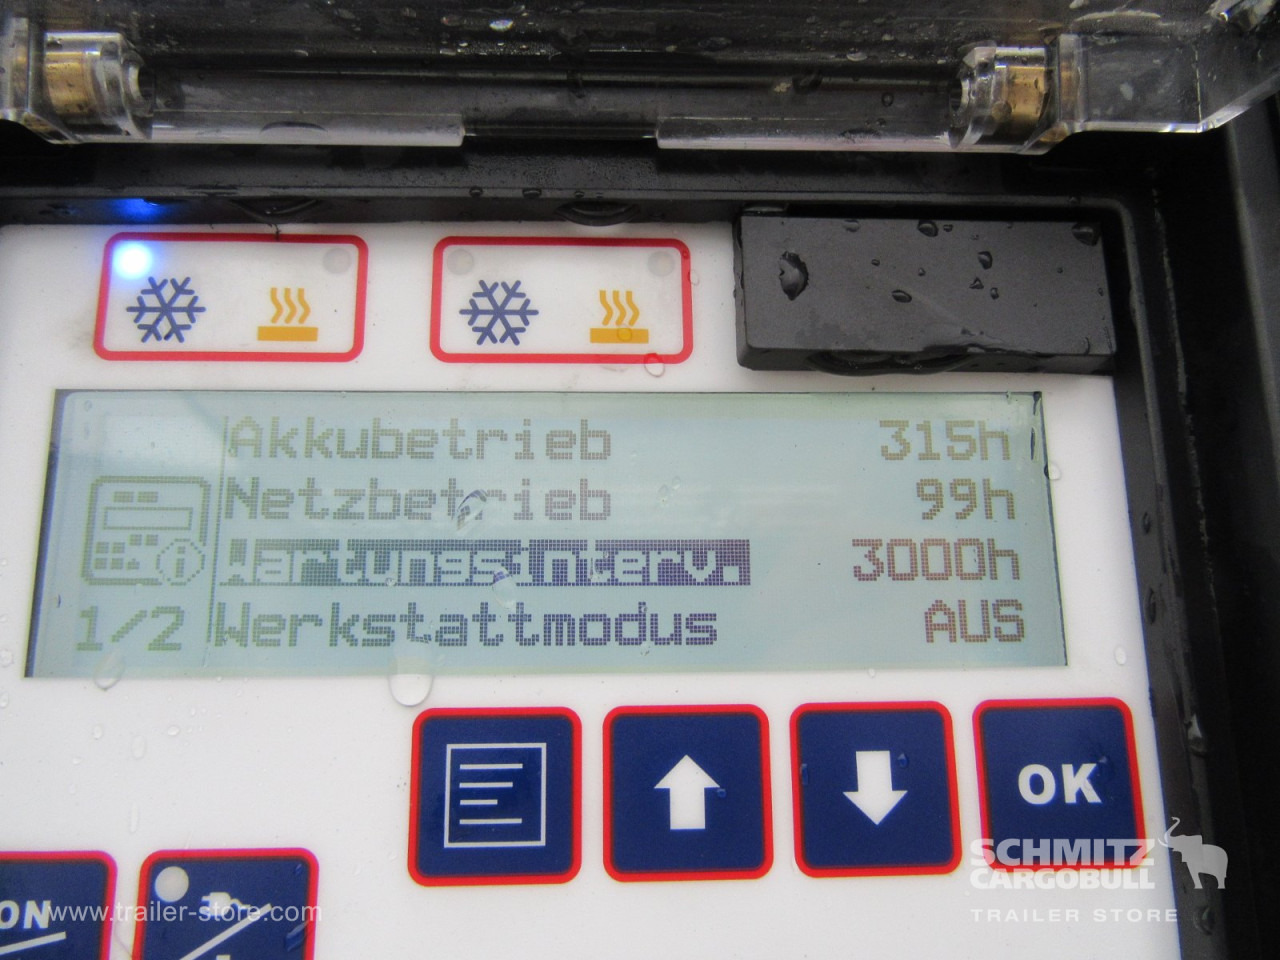 Akkubetrieb 315h
Netzbetrieb 99h
Wartungsinterv. 3000h
1/2 Werkstattmodus AUS
OK
SCHMITZ
CARGOBULL
TRAILER STORE
ON
www.trailer-store.com